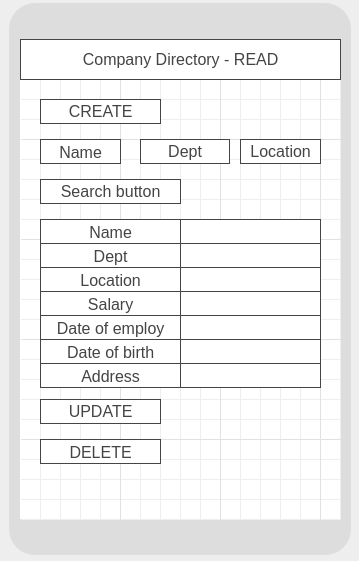 Company Directory - READ
CREATE
Name Dept Location
Search button
Name
Dept
Location
Salary
Date of employ
Date of birth
Address
UPDATE
DELETE